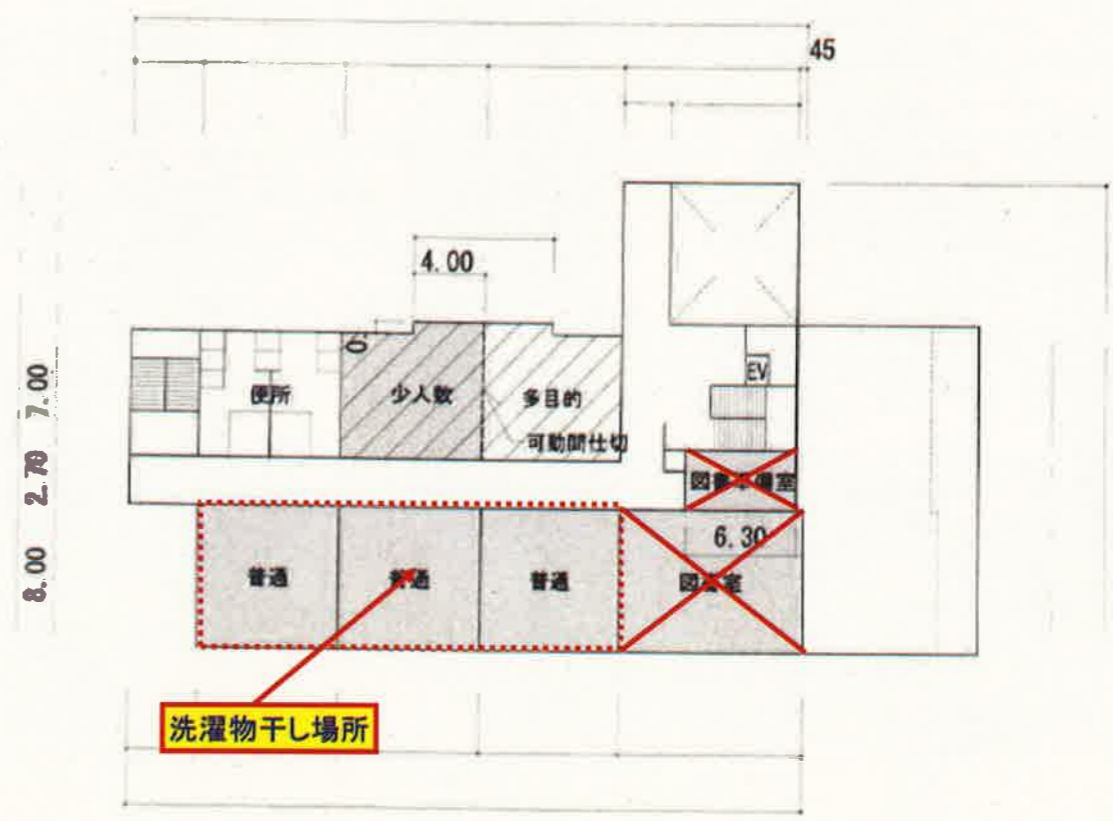 45
4.00
便所
少人数
多目的
EV
可動間仕切
6.30
普通
普通
普通
図書室
7.00
2.70
8.00
洗濯物干し場所